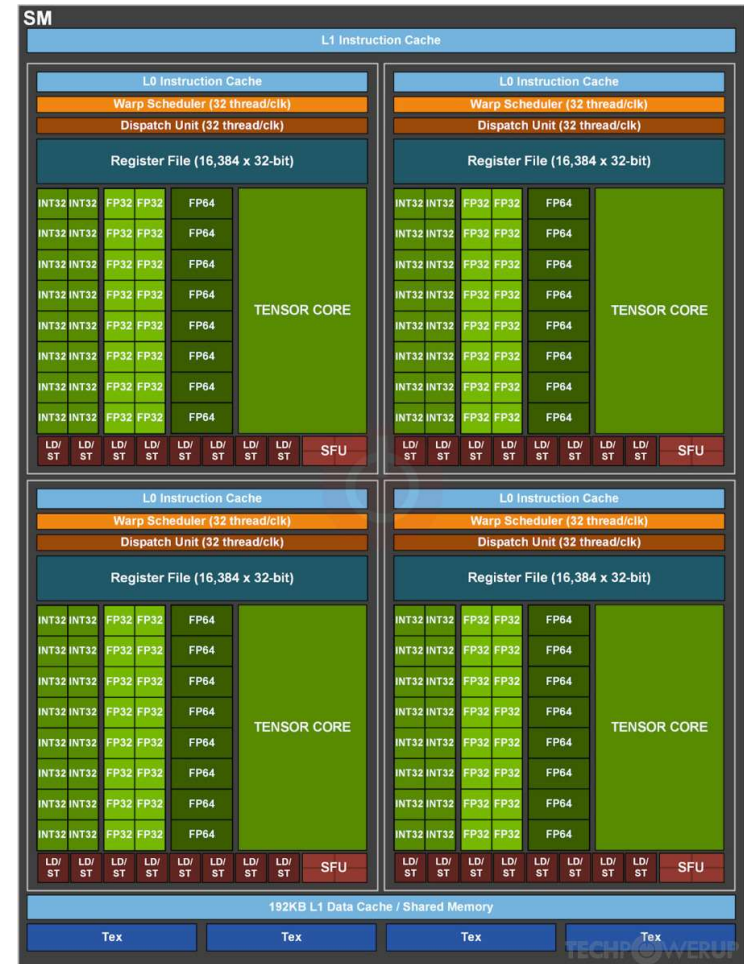 SM
L1 Instruction Cache
L0 Instruction Cache
Warp Scheduler (32 thread/clk)
Dispatch Unit (32 thread/clk)
Register File (16,384 x 32-bit)
INT32 INT32 FP32 FP32 FP64
INT32 INT32 FP32 FP32 FP64
INT32 INT32 FP32 FP32 FP64
INT32 INT32 FP32 FP32 FP64
TENSOR CORE
INT32 INT32 FP32 FP32 FP64
INT32 INT32 FP32 FP32 FP64
INT32 INT32 FP32 FP32 FP64
INT32 INT32 FP32 FP32 FP64
LD/ LD/ LD/ LD/ LD/ LD/ LD/ LD/
ST ST ST ST ST ST ST ST
SFU
L0 Instruction Cache
Warp Scheduler (32 thread/clk)
Dispatch Unit (32 thread/clk)
Register File (16,384 x 32-bit)
INT32 INT32 FP32 FP32 FP64
INT32 INT32 FP32 FP32 FP64
INT32 INT32 FP32 FP32 FP64
INT32 INT32 FP32 FP32 FP64
TENSOR CORE
INT32 INT32 FP32 FP32 FP64
INT32 INT32 FP32 FP32 FP64
INT32 INT32 FP32 FP32 FP64
INT32 INT32 FP32 FP32 FP64
LD/ LD/ LD/ LD/ LD/ LD/ LD/ LD/
ST ST ST ST ST ST ST ST
SFU
L0 Instruction Cache
Warp Scheduler (32 thread/clk)
Dispatch Unit (32 thread/clk)
Register File (16,384 x 32-bit)
INT32 INT32 FP32 FP32 FP64
INT32 INT32 FP32 FP32 FP64
INT32 INT32 FP32 FP32 FP64
INT32 INT32 FP32 FP32 FP64
TENSOR CORE
INT32 INT32 FP32 FP32 FP64
INT32 INT32 FP32 FP32 FP64
INT32 INT32 FP32 FP32 FP64
INT32 INT32 FP32 FP32 FP64
LD/ LD/ LD/ LD/ LD/ LD/ LD/ LD/
ST ST ST ST ST ST ST ST
SFU
L0 Instruction Cache
Warp Scheduler (32 thread/clk)
Dispatch Unit (32 thread/clk)
Register File (16,384 x 32-bit)
INT32 INT32 FP32 FP32 FP64
INT32 INT32 FP32 FP32 FP64
INT32 INT32 FP32 FP32 FP64
INT32 INT32 FP32 FP32 FP64
TENSOR CORE
INT32 INT32 FP32 FP32 FP64
INT32 INT32 FP32 FP32 FP64
INT32 INT32 FP32 FP32 FP64
INT32 INT32 FP32 FP32 FP64
LD/ LD/ LD/ LD/ LD/ LD/ LD/ LD/
ST ST ST ST ST ST ST ST
SFU
192KB L1 Data Cache / Shared Memory
Tex Tex Tex Tex
TECHPOWERUP